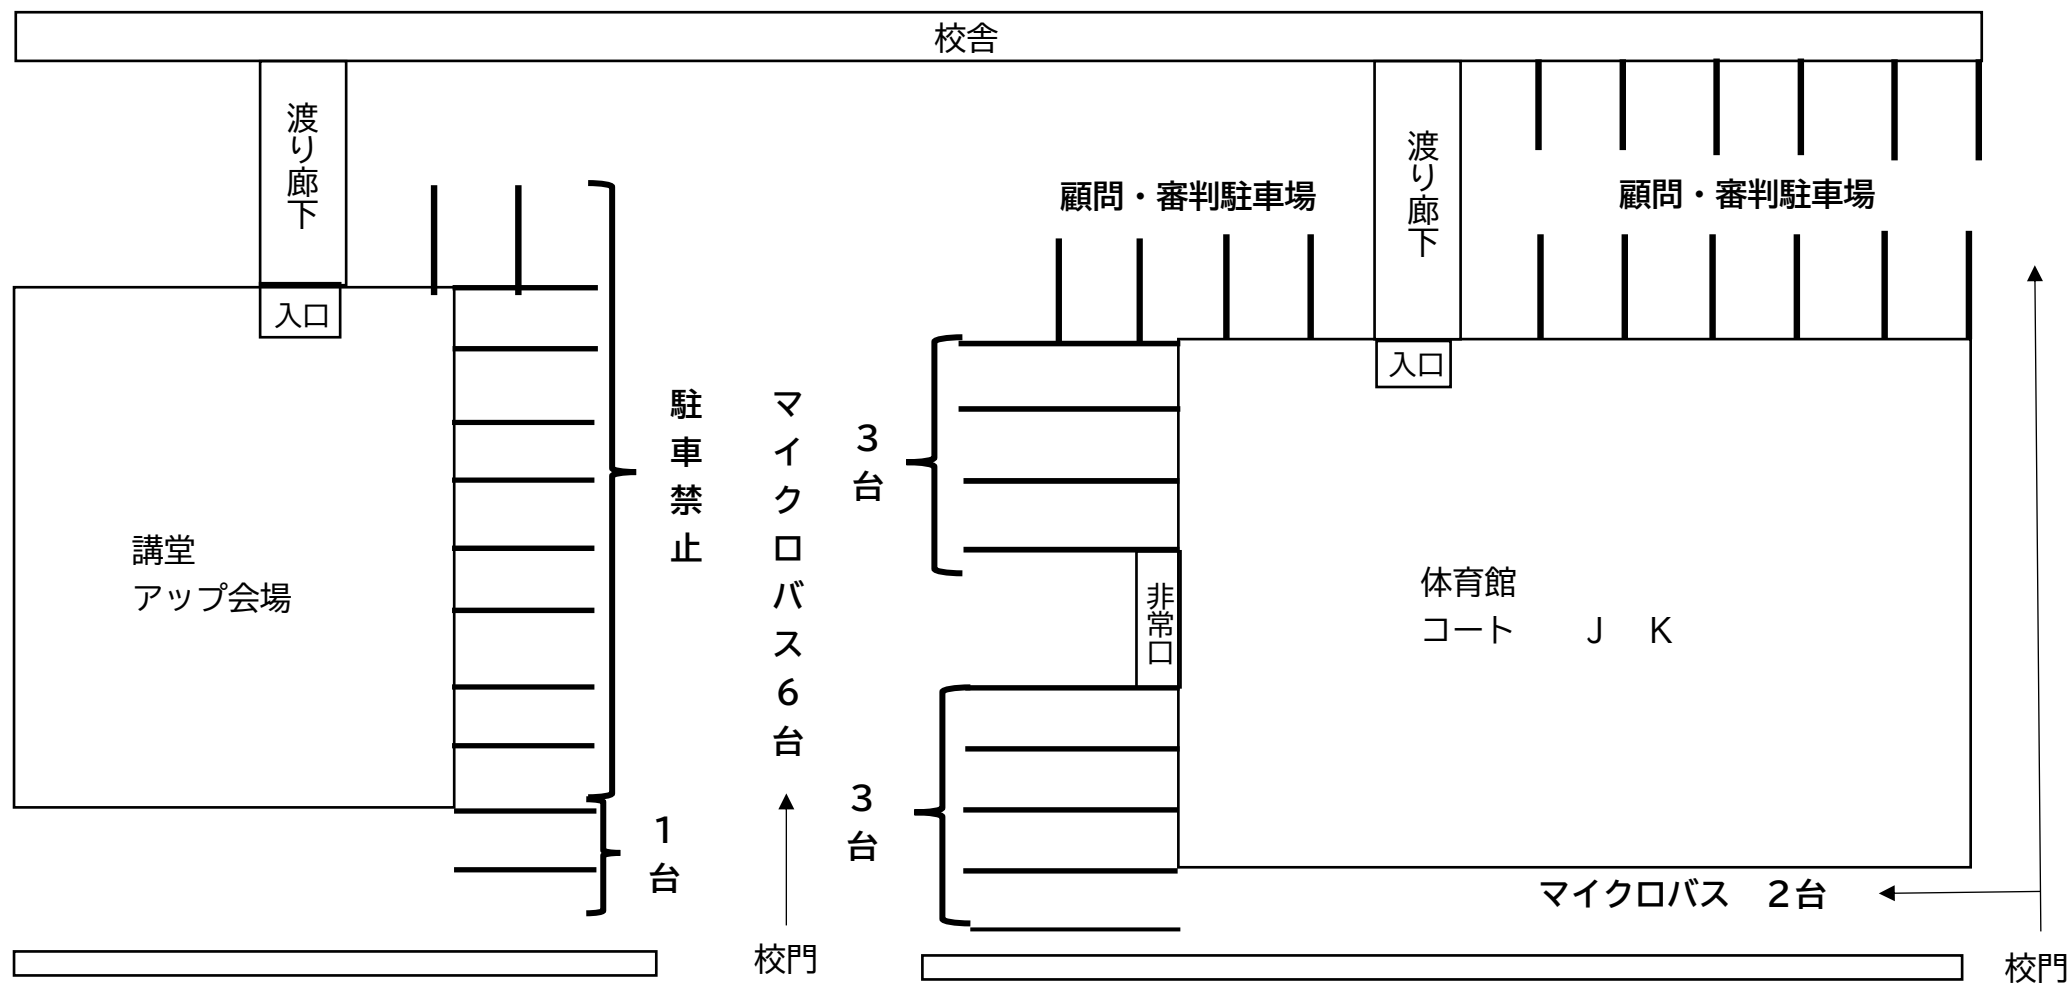 校舎
渡り廊下
渡り廊下
顧問・審判駐車場
顧問・審判駐車場
入口
入口
駐車禁止
マイクロバス６台
３台
講堂
アップ会場
非常口
体育館
コート　　Ｊ　Ｋ
３台
１台
マイクロバス　２台
校門
校門